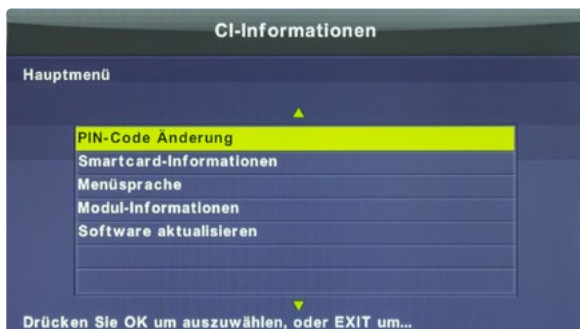 CI-Informationen
Hauptmenü
PIN-Code Änderung
Smartcard-Informationen
Menüsprache
Modul-Informationen
Software aktualisieren
Drücken Sie OK um auszuwählen, oder EXIT um...